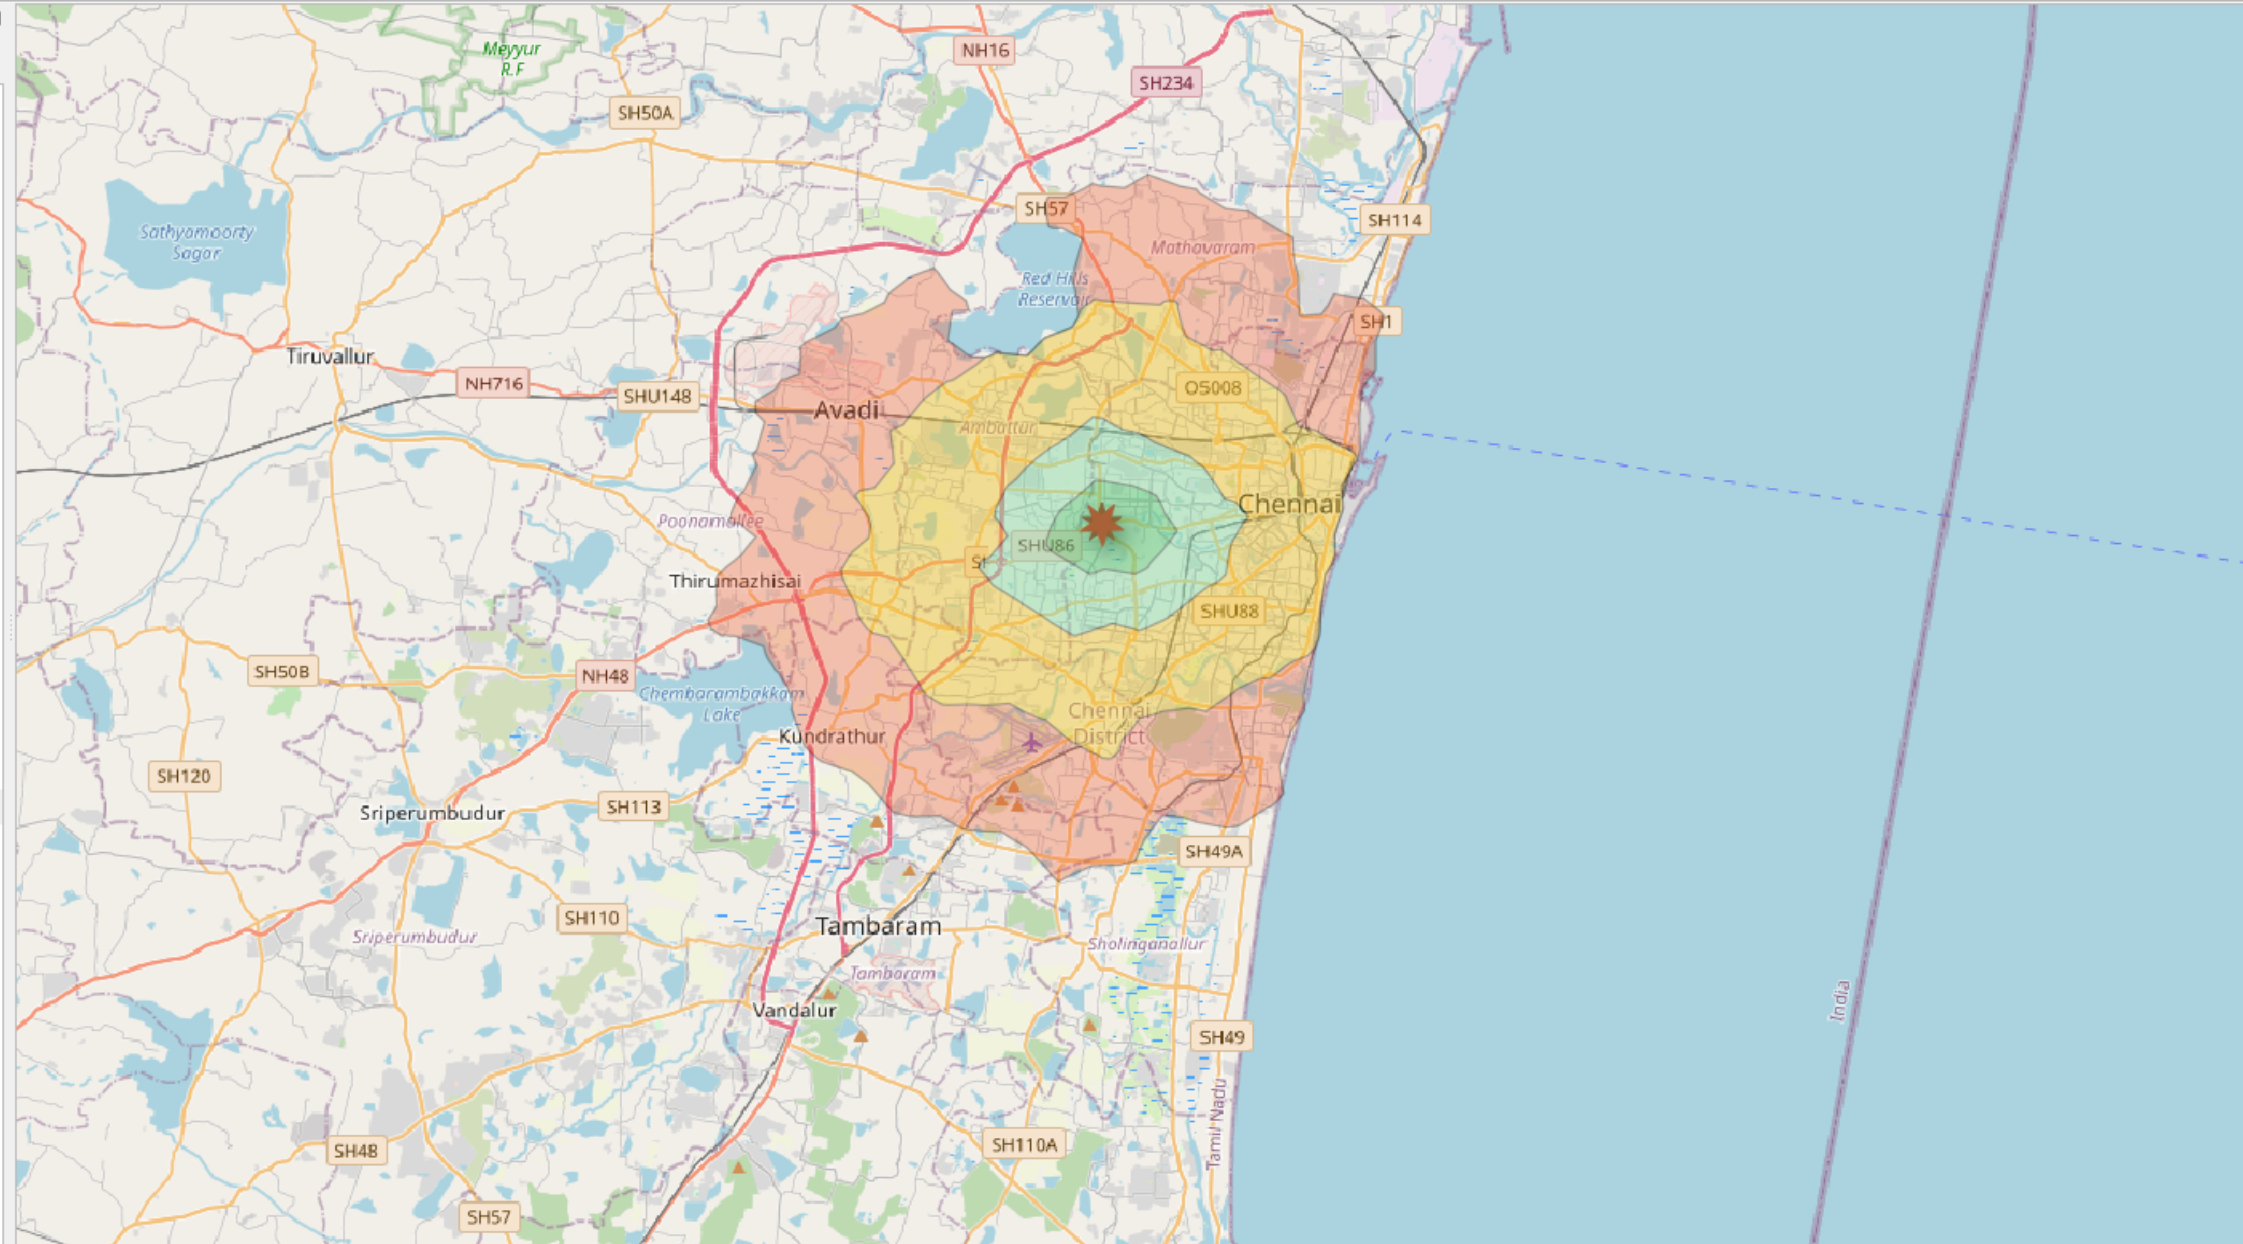 Meyyur
R.F
NH16
SH234
SH50A
SH57
SH114
Sathyamoorty
Sagar
Mathavaram
Red Hills
Reservoir
SH1
Tiruvallur
NH716
SHU148
O5008
Avadi
Ambattur
Chennai
Poonamallee
SHU86
Thirumazhisai
SHU88
SH50B
NH48
Chembarambakkam
Lake
Chennai
District
Kundrathur
SH120
Sriperumbudur
SH113
SH49A
SH110
Tambaram
Sriperumbudur
Sholinganallur
Tambaram
Vandalur
India
SH49
Tamil Nadu
SH48
SH110A
SH57